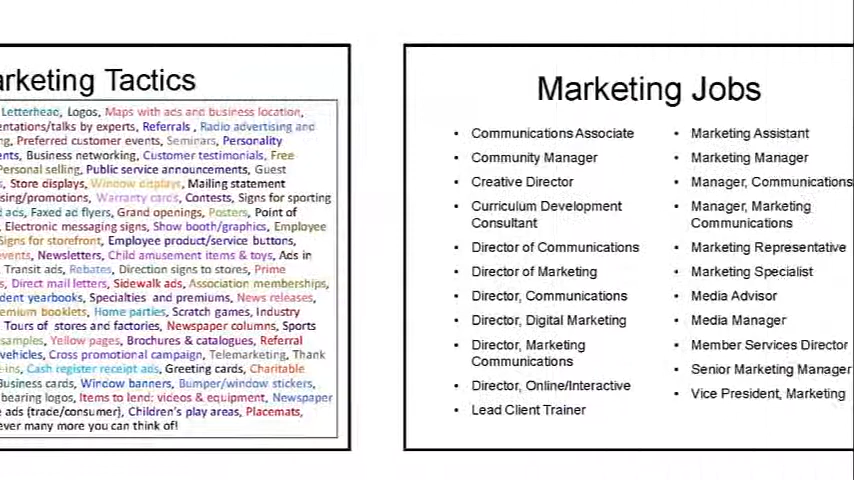 arketing Tactics
Letterhead, Logos, Maps with ads and business location,
entations/talks by experts, Referrals , Radio advertising and
ng, Preferred customer events, Seminars, Personality
ents, Business networking, Customer testimonials, Free
Personal selling, Public service announcements, Guest
s, Store displays, Window displays, Mailing statement
sing/promotions, Warranty cards, Contests, Signs for sporting
d ads, Faxed ad flyers, Grand openings, Posters, Point of
, Electronic messaging signs, Show booth/graphics, Employee
Signs for storefront, Employee product/service buttons,
events, Newsletters, Child amusement items & toys, Ads in
Transit ads, Rebates, Direction signs to stores, Prime
s, Direct mail letters, Sidewalk ads, Association memberships,
dent yearbooks, Specialties and premiums, News releases,
emium booklets, Home parties, Scratch games, Industry
Tours of stores and factories, Newspaper columns, Sports
samples, Yellow pages, Brochures & catalogues, Referral
vehicles, Cross promotional campaign, Telemarketing, Thank
e-ins, Cash register receipt ads, Greeting cards, Charitable
Business cards, Window banners, Bumper/window stickers,
bearing logos, Items to lend: videos & equipment, Newspaper
e ads (trade/consumer), Children's play areas, Placemats,
ever many more you can think of!
Marketing Jobs
• Communications Associate
• Community Manager
• Creative Director
• Curriculum Development
Consultant
• Director of Communications
• Director of Marketing
• Director, Communications
• Director, Digital Marketing
• Director, Marketing
Communications
• Director, Online/Interactive
• Lead Client Trainer
• Marketing Assistant
• Marketing Manager
• Manager, Communications
• Manager, Marketing
Communications
• Marketing Representative
• Marketing Specialist
• Media Advisor
• Media Manager
• Member Services Director
• Senior Marketing Manager
• Vice President, Marketing